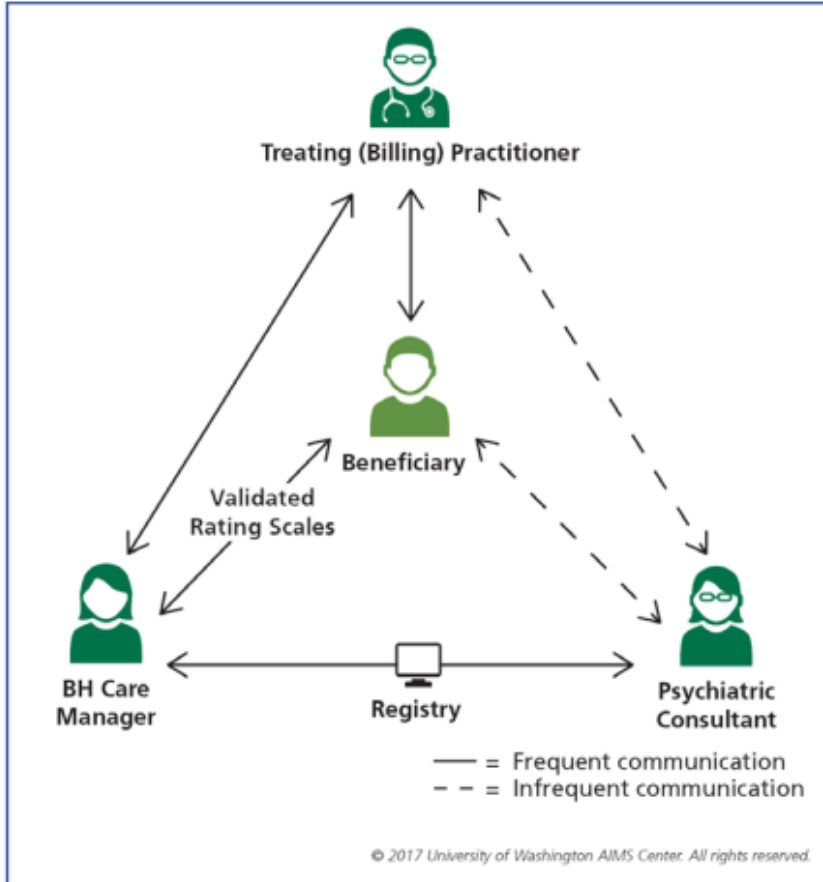 Treating (Billing) Practitioner
Beneficiary
Validated
Rating Scales
BH Care
Manager
Registry
Psychiatric
Consultant
= Frequent communication
= Infrequent communication
© 2017 University of Washington AIMS Center. All rights reserved.